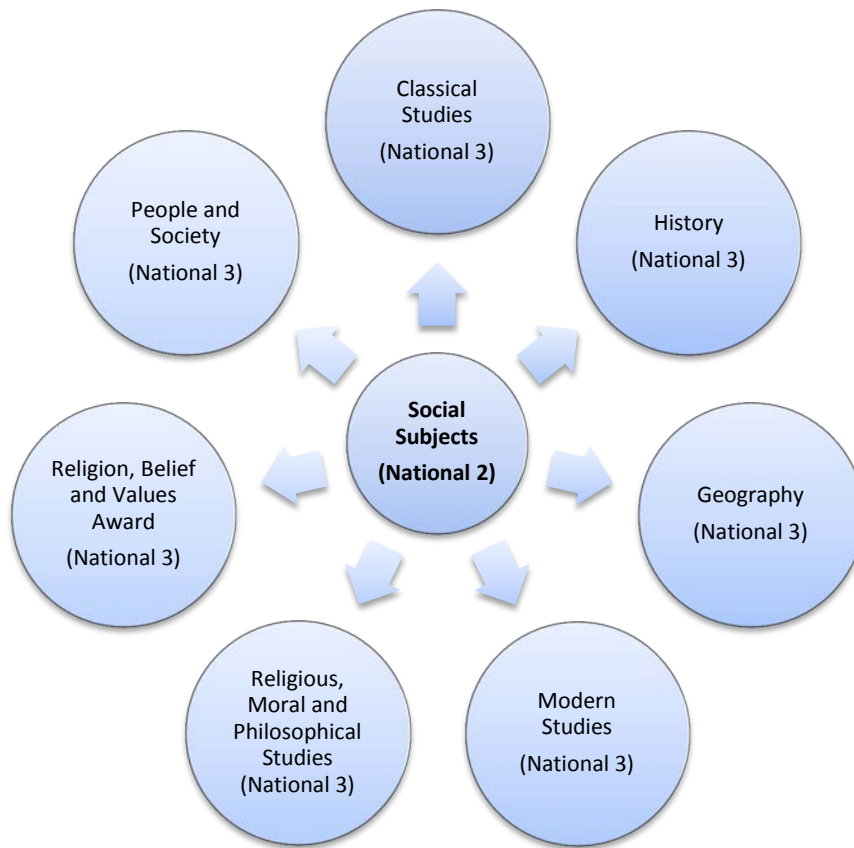 Classical
Studies
(National 3)
History
(National 3)
Geography
(National 3)
Modern
Studies
(National 3)
Religious,
Moral and
Philosophical
Studies
(National 3)
Religion, Belief
and Values
Award
(National 3)
People and
Society
(National 3)
Social
Subjects
(National 2)